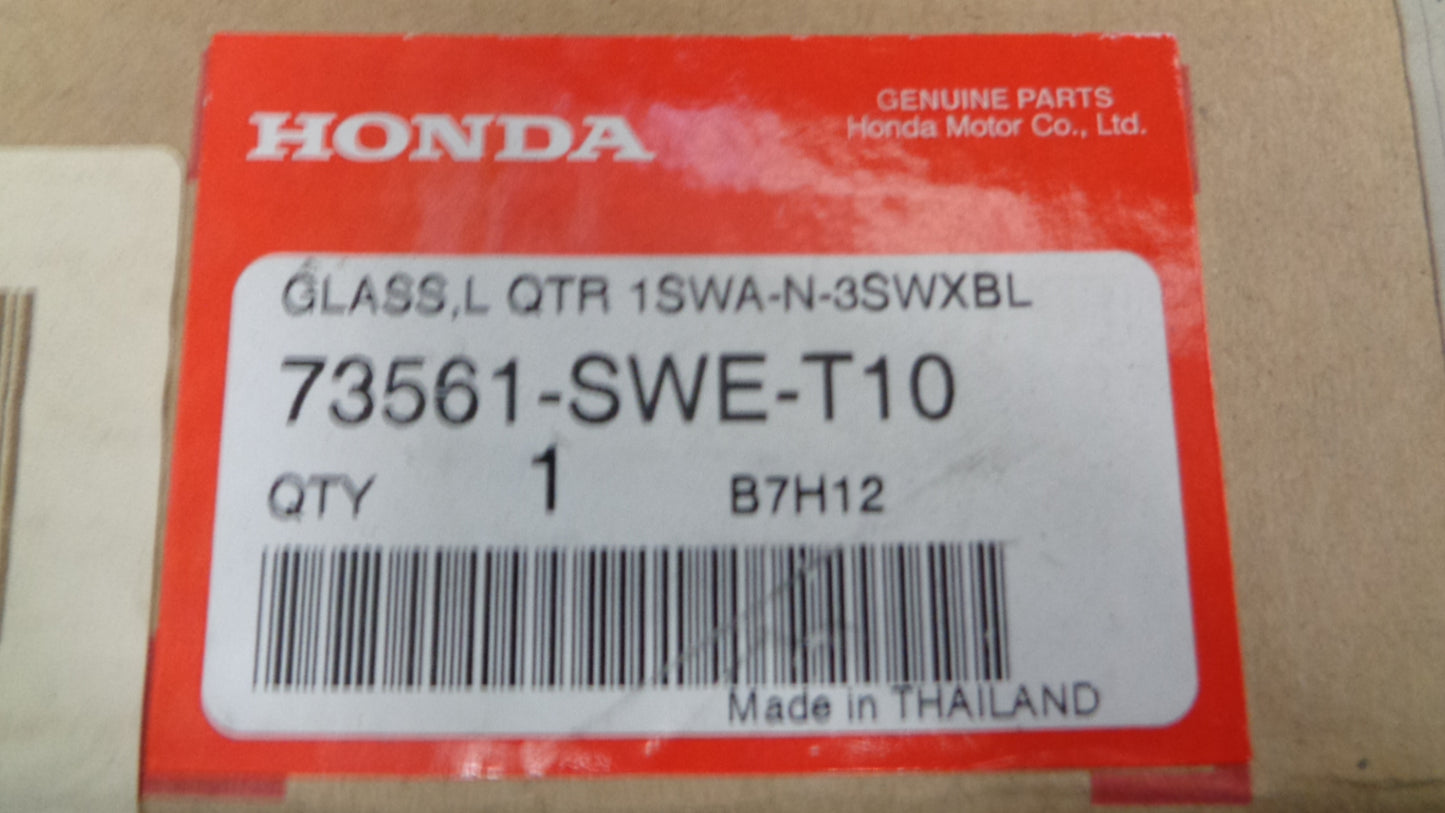 HONDA
GENUINE PARTS
Honda Motor Co., Ltd.
GLASS,L QTR 1SWA-N-3SWXBL
73561-SWE-T10
QTY 1 B7H12
Made in THAILAND